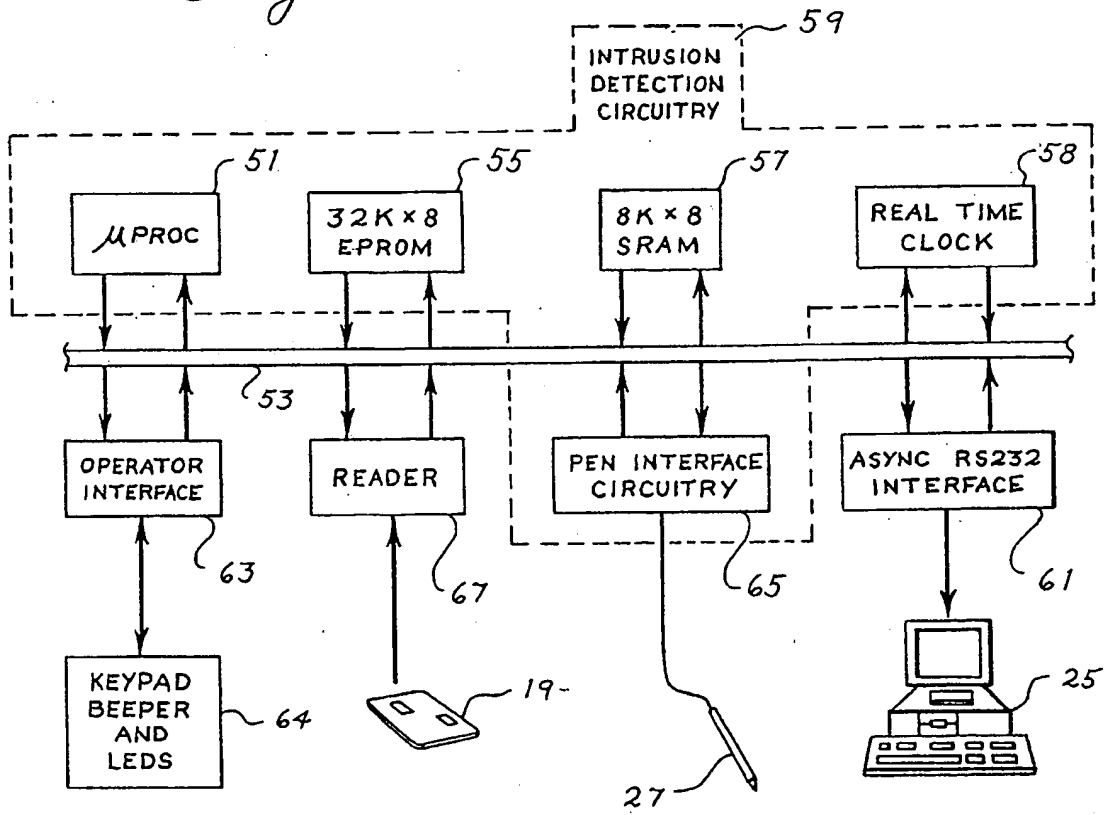 59
INTRUSION
DETECTION
CIRCUITRY
51
55
57
58
μPROC
32K × 8
EPROM
8K × 8
SRAM
REAL TIME
CLOCK
53
OPERATOR
INTERFACE
READER
PEN INTERFACE
CIRCUITRY
ASYNC RS232
INTERFACE
63
67
65
61
KEYPAD
BEEPER
AND
LEDS
64
19
27
25